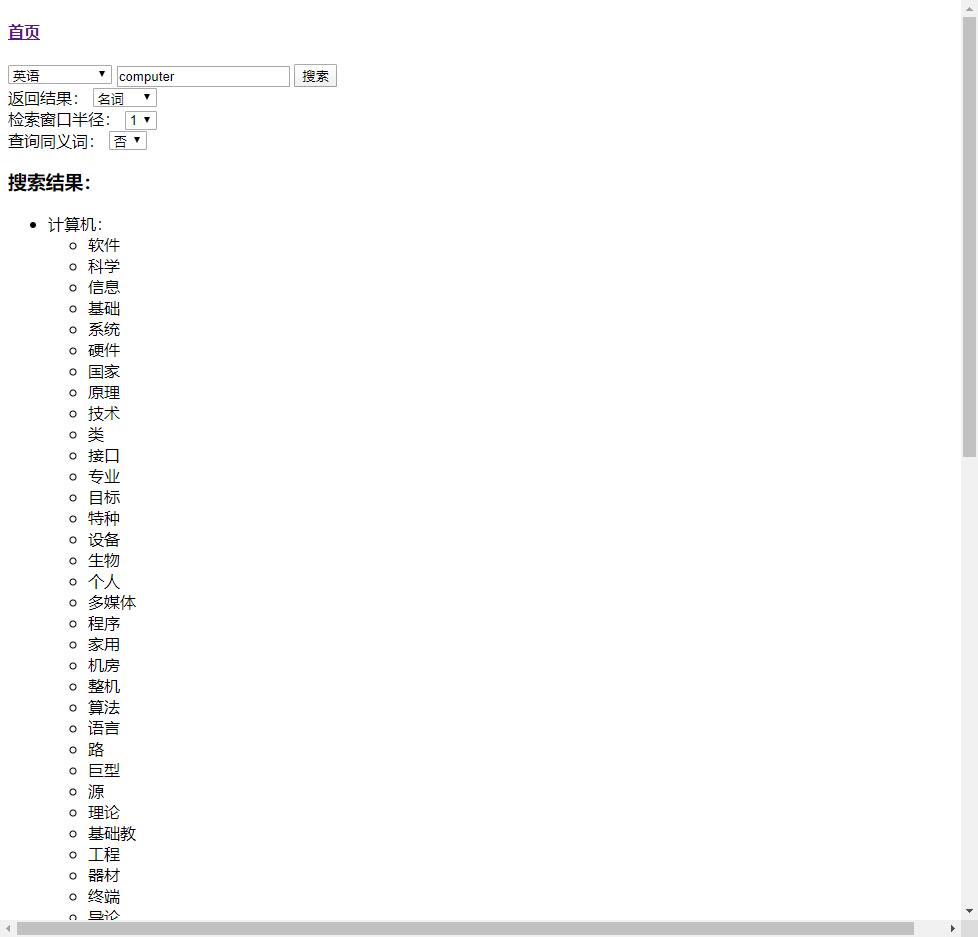 首页
英语 computer 搜索
返回结果： 名词
检索窗口半径： 1
查询同义词： 否
搜索结果：
计算机：
软件
科学
信息
基础
系统
硬件
国家
原理
技术
类
接口
专业
目标
特种
设备
生物
个人
多媒体
程序
家用
机房
整机
算法
语言
路
巨型
源
理论
基础教
工程
器材
终端
导论